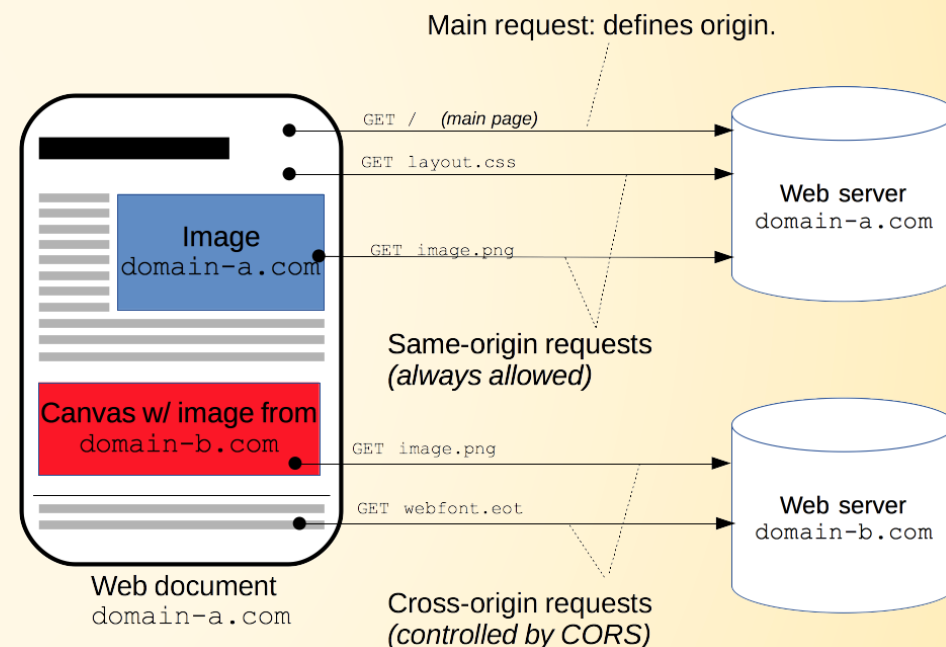 Main request: defines origin.
GET / (main page)
GET layout.css
Image
domain-a.com
GET image.png
Web server
domain-a.com
Same-origin requests
(always allowed)
Canvas w/ image from
domain-b.com
GET image.png
GET webfont.eot
Web server
domain-b.com
Web document
domain-a.com
Cross-origin requests
(controlled by CORS)